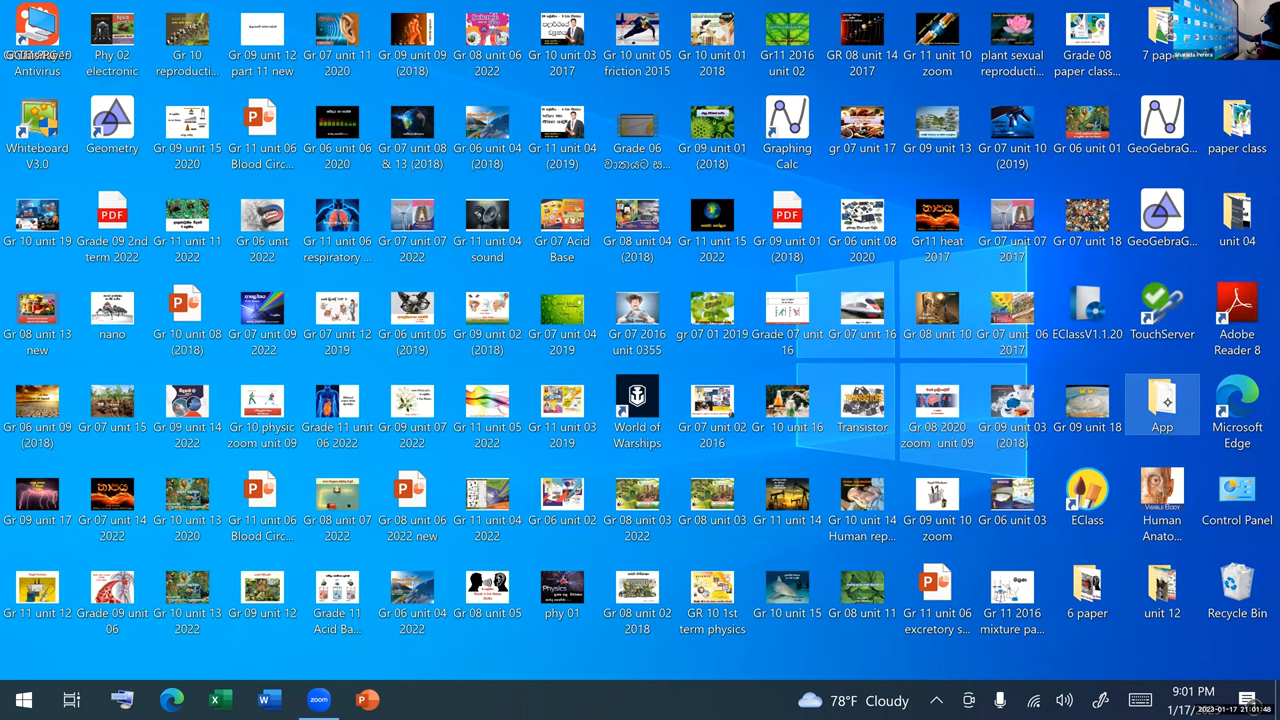 Antivirus
Phy 02
electronic
Gr 10
reproducti...
Gr 09 unit 12
part 11 new
Gr 07 unit 11
2020
Gr 09 unit 09
(2018)
Gr 08 unit 06
2022
Gr 10 unit 03
2017
Gr 10 unit 05
friction 2015
Gr 10 unit 01
2018
Gr11 2016
unit 02
GR 08 unit 14
2017
Gr 11 unit 10
zoom
plant sexual
reproducti...
Grade 08
paper class...
7 pap
Sharada Perera
Whiteboard
V3.0
Geometry
Gr 09 unit 15
2020
Gr 11 unit 06
Blood Circ...
Gr 06 unit 06
2020
Gr 07 unit 08
& 13 (2018)
Gr 06 unit 04
(2018)
Gr 11 unit 04
(2019)
Grade 06
වාතයට ස...
Gr 09 unit 01
(2018)
Graphing
Calc
gr 07 unit 17
Gr 09 unit 13
Gr 07 unit 10
(2019)
Gr 06 unit 01
GeoGebraG...
paper class
Gr 10 unit 19
PDF
Grade 09 2nd
term 2022
Gr 11 unit 11
2022
Gr 06 unit
2022
Gr 11 unit 06
respiratory ...
Gr 07 unit 07
2022
Gr 11 unit 04
sound
Gr 07 Acid
Base
Gr 08 unit 04
(2018)
Gr 11 unit 15
2022
PDF
Gr 09 unit 01
(2018)
Gr 06 unit 08
2020
තාපය
Gr11 heat
2017
Gr 07 unit 07
2017
Gr 07 unit 18
GeoGebraG...
unit 04
Gr 08 unit 13
new
nano
Gr 10 unit 08
(2018)
Gr 07 unit 09
2022
Gr 07 unit 12
2019
Gr 06 unit 05
(2019)
Gr 09 unit 02
(2018)
Gr 07 unit 04
2019
Gr 07 2016
unit 0355
gr 07 01 2019
Grade 07 unit
16
Gr 07 unit 16
Gr 08 unit 10
Gr 07 unit 06
2017
EClassV1.1.20
TouchServer
Adobe
Reader 8
Gr 06 unit 09
(2018)
Gr 07 unit 15
Gr 09 unit 14
2022
Gr 10 physic
zoom unit 09
Grade 11 unit
06 2022
Gr 09 unit 07
2022
Gr 11 unit 05
2022
Gr 11 unit 03
2019
World of
Warships
Gr 07 unit 02
2016
Gr 10 unit 16
Transistor
Gr 08 2020
zoom unit 09
Gr 09 unit 03
(2018)
Gr 09 unit 18
App
Microsoft
Edge
Gr 09 unit 17
තාපය
Gr 07 unit 14
2022
Gr 10 unit 13
2020
Gr 11 unit 06
Blood Circ...
Gr 08 unit 07
2022
Gr 08 unit 06
2022 new
Gr 11 unit 04
2022
Gr 06 unit 02
Gr 08 unit 03
2022
Gr 08 unit 03
2022
Gr 11 unit 14
Gr 10 unit 14
Human rep...
Gr 09 unit 10
zoom
Gr 06 unit 03
EClass
VISIBLE BODY
Human
Anato...
Control Panel
Gr 11 unit 12
Grade 09 unit
06
Gr 10 unit 13
2022
Gr 09 unit 12
Grade 11
Acid Ba...
Gr 06 unit 04
2022
Gr 08 unit 05
Physics
phy 01
Gr 08 unit 02
2018
GR 10 1st
term physics
Gr 10 unit 15
Gr 08 unit 11
Gr 11 unit 06
excretory s...
Gr 11 2016
mixture pa...
6 paper
unit 12
Recycle Bin
zoom
78°F Cloudy
9:01 PM
1/17/20
2023-01-17 21:01:48